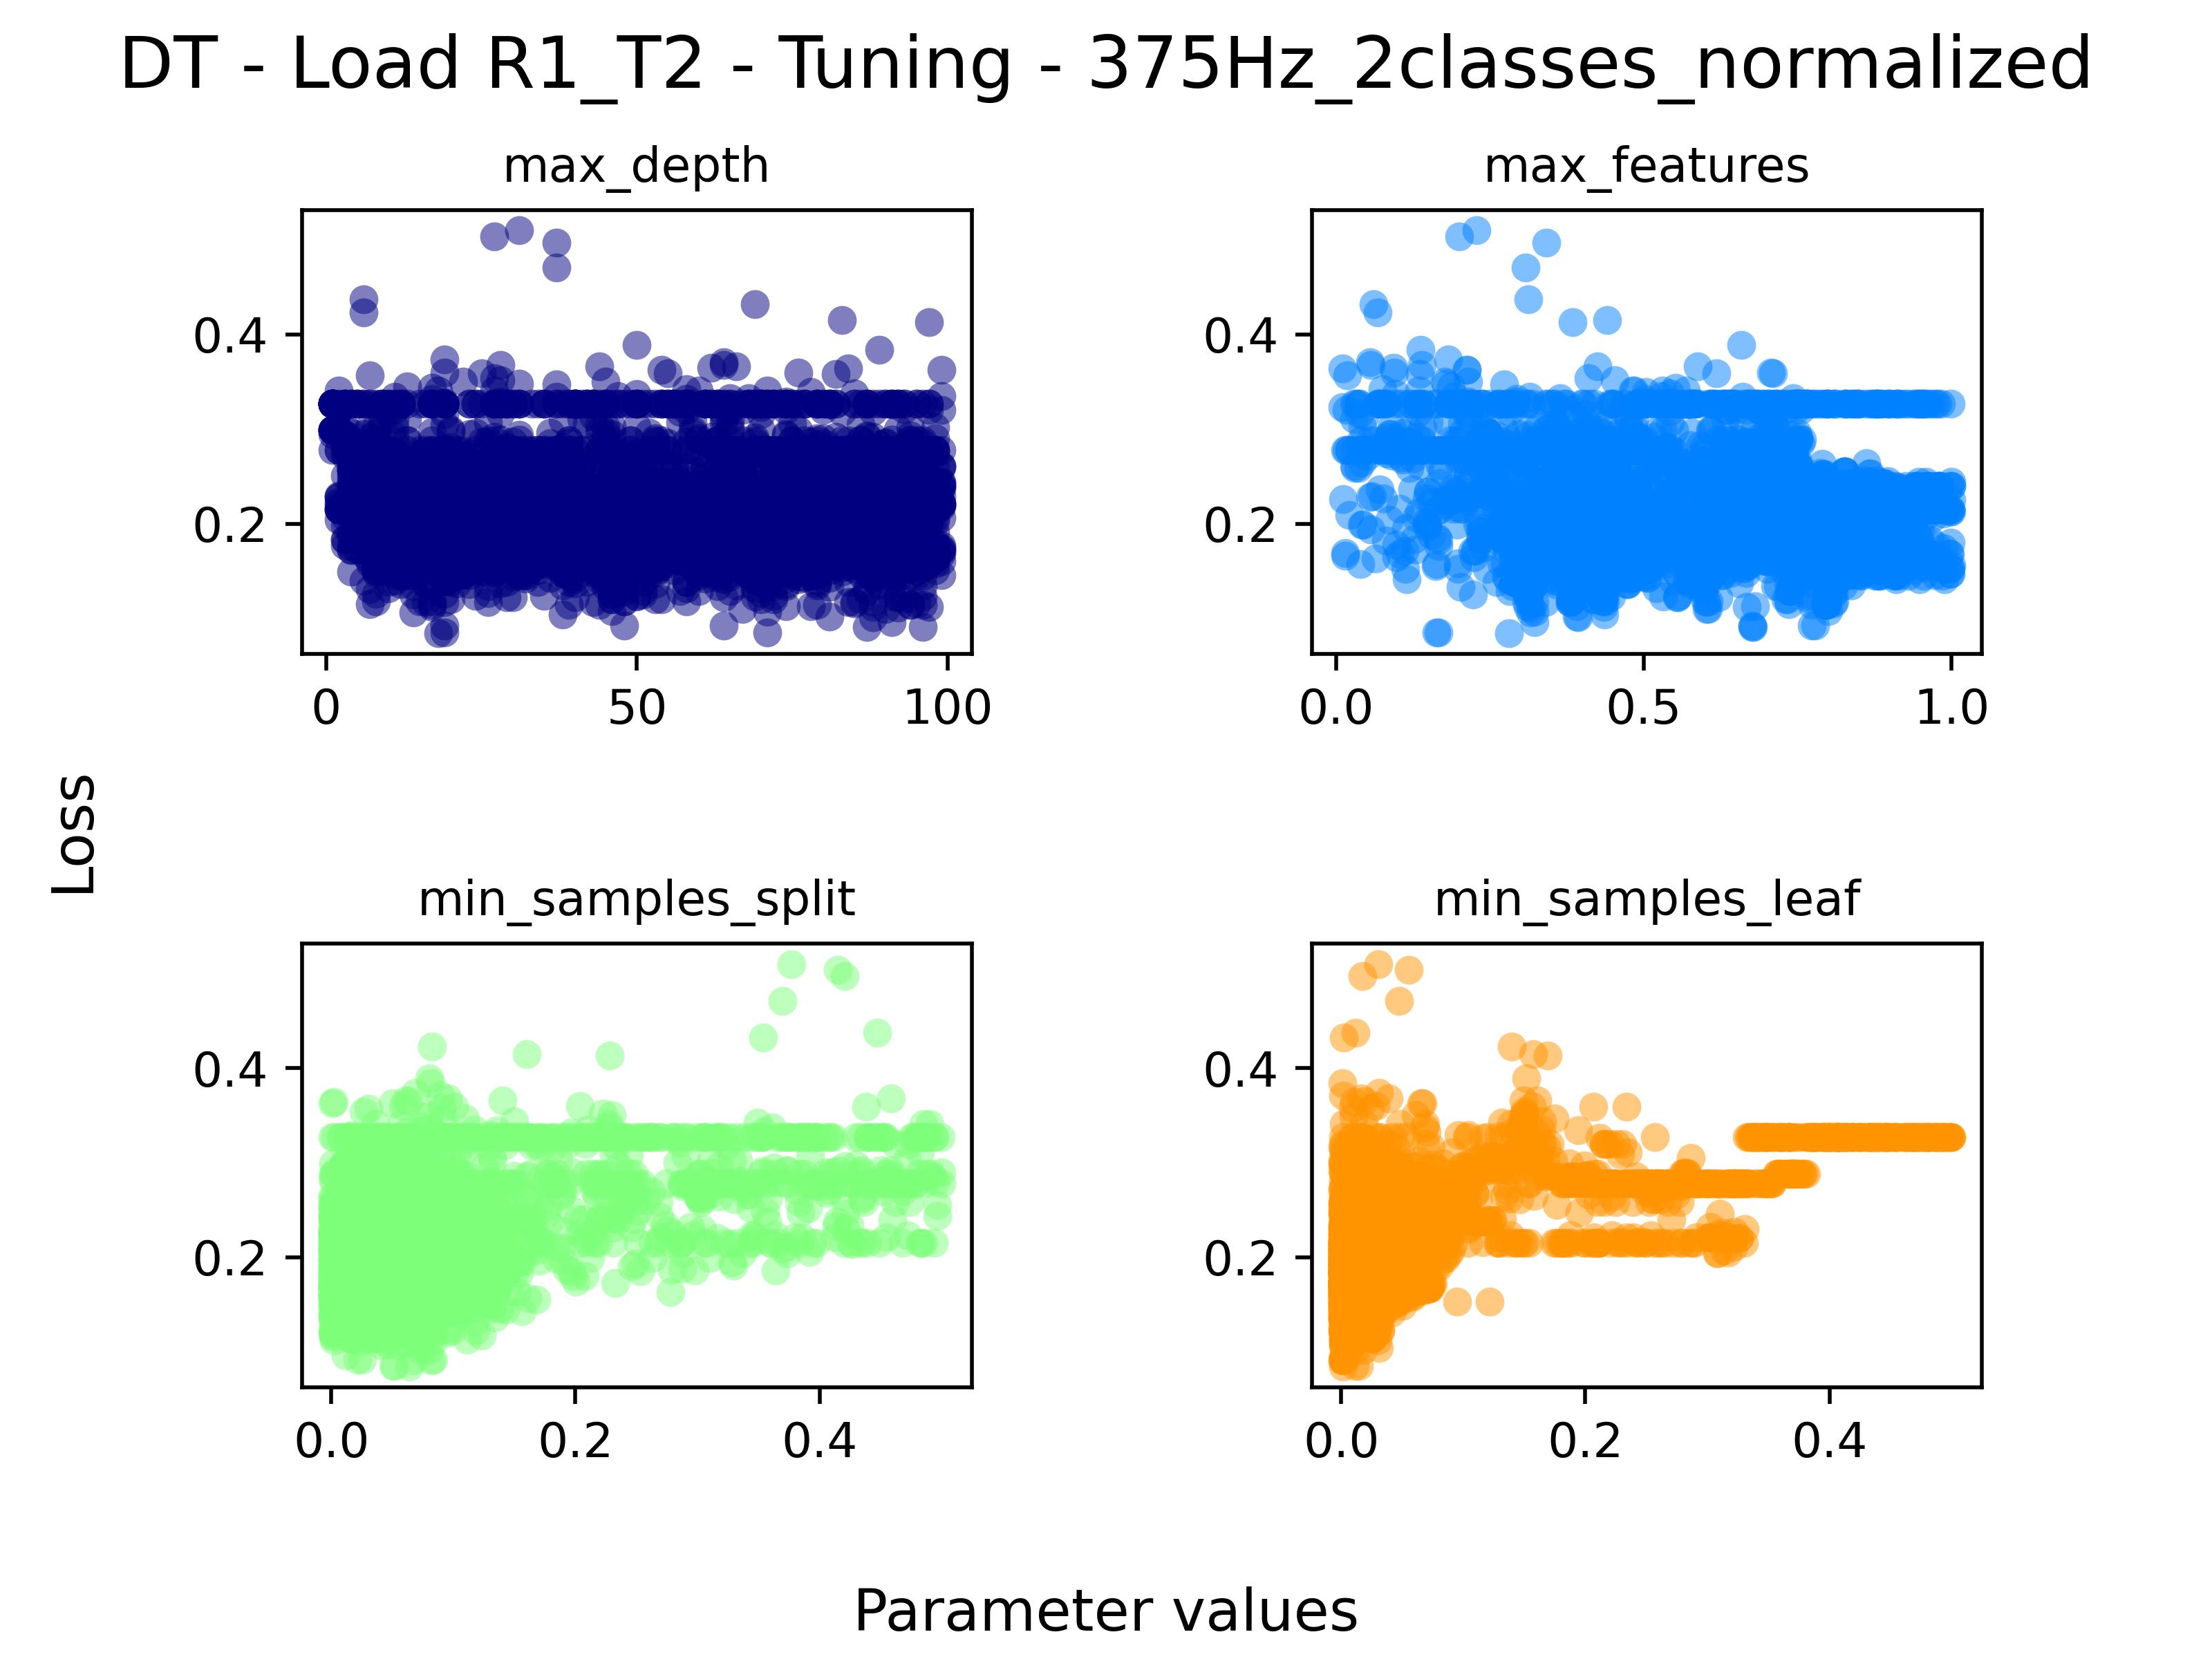 DT - Load R1_T2 - Tuning - 375Hz_2classes_normalized
max_depth
max_features
0.4
0.2
0
50
100
0.4
0.2
0.0
0.5
1.0
Loss
min_samples_split
min_samples_leaf
0.4
0.2
0.0
0.2
0.4
0.4
0.2
0.0
0.2
0.4
Parameter values